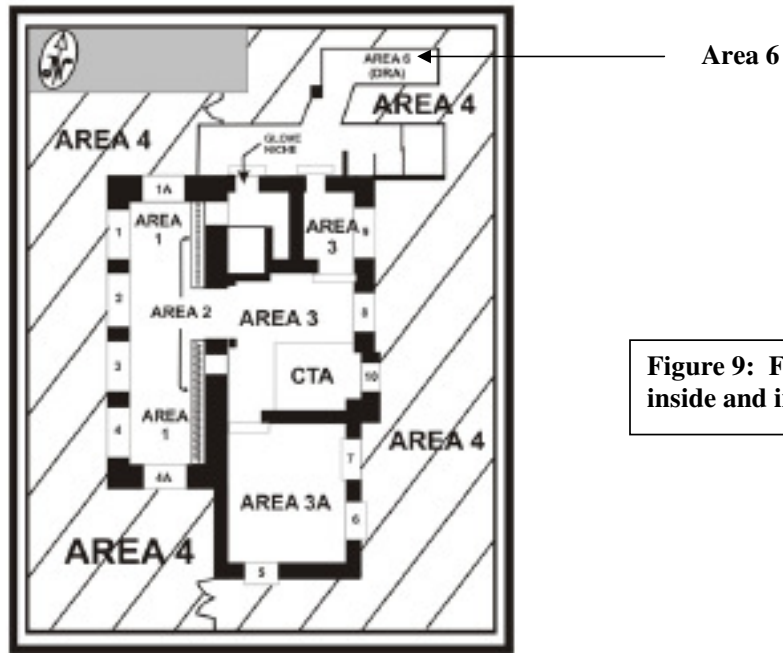 Area 6
AREA 6
(DRA)
AREA 4
AREA 4
GLOVE
NICHE
1A
AREA
1
1
AREA
3
9
2
AREA 2
AREA 3
8
3
CTA
10
AREA
1
4
AREA 4
7
4A
AREA 3A
6
AREA 4
5
Figure 9: F
inside and i